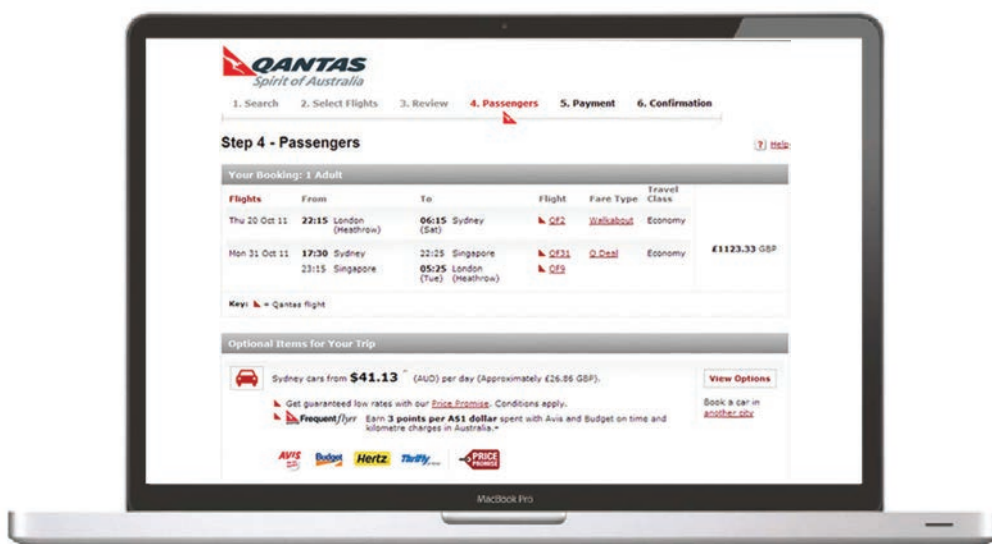 QANTAS
Spirit of Australia
1. Search 2. Select Flights 3. Review 4. Passengers 5. Payment 6. Confirmation
Step 4 - Passengers
? Help
Your Booking: 1 Adult
Flights From To Flight Fare Type Travel Class
Thu 20 Oct 11 22:15 London (Heathrow) 06:15 (Sat) Sydney QF2 Walkabout Economy
£1123.33 GBP
Mon 31 Oct 11 17:30 Sydney 22:25 Singapore QF31 Q Deal Economy
23:15 Singapore 05:25 (Tue) London (Heathrow) QF9
Key: = Qantas flight
Optional Items for Your Trip
Sydney cars from $41.13 ^ (AUD) per day (Approximately £26.86 GBP).
View Options
Get guaranteed low rates with our Price Promise. Conditions apply.
Book a car in
another city
Frequent flyer Earn 3 points per A$1 dollar spent with Avis and Budget on time and
kilometre charges in Australia.+
AVIS Budget Hertz Thrifty PRICE PROMISE
MacBook Pro